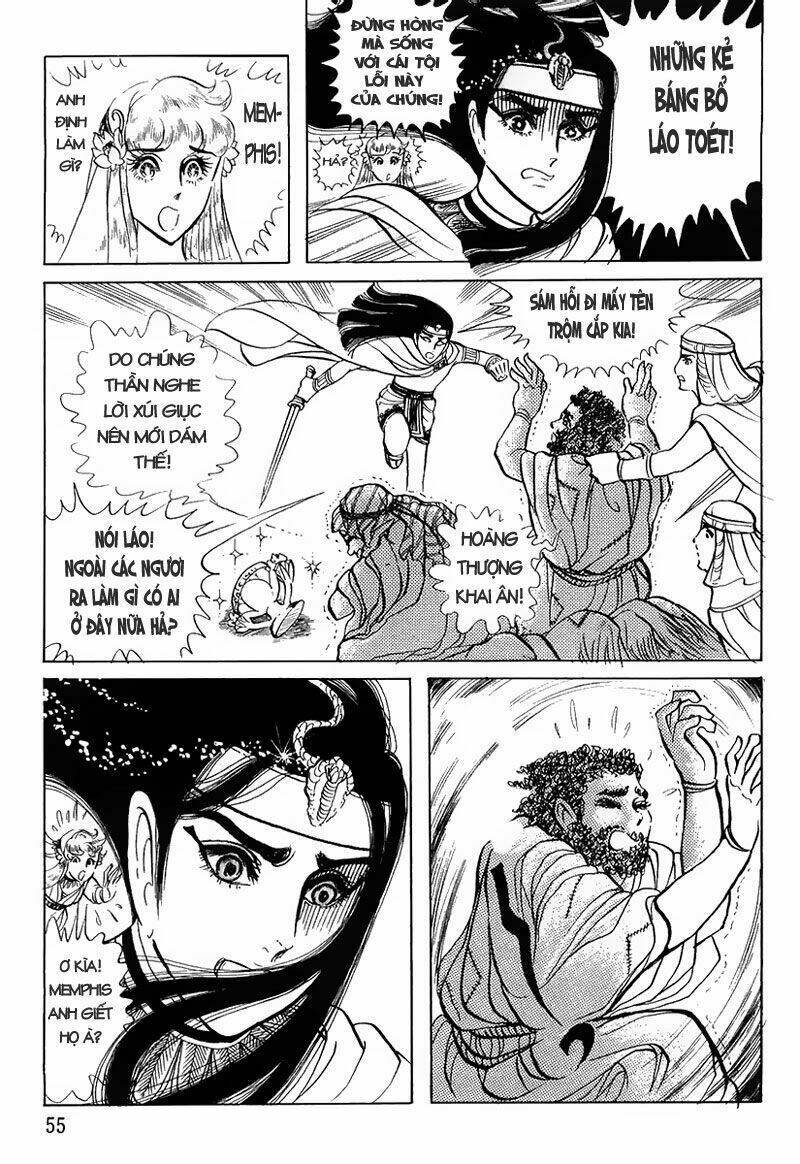 MEM-
PHIS!
ANH
ĐỊNH
LÀM
GÌ?
ĐỪNG HÒNG
MÀ SỐNG
VỚI CÁI TỘI
LỖI NÀY
CỦA CHÚNG!
NHỮNG KẺ
BÁNG BỔ
LÁO TOÉT!
HẢ?
SÁM HỐI ĐI MẤY TÊN
TRỘM CẮP KIA!
DO CHÚNG
THẦN NGHE
LỜI XÚI GIỤC
NÊN MỚI DÁM
THẾ!
NÓI LÁO!
NGOÀI CÁC NGƯƠI
RA LÀM GÌ CÓ AI
Ở ĐÂY NỮA HẢ?
HOÀNG
THƯỢNG
KHAI ÂN!
Ơ KÌA!
MEMPHIS
ANH GIẾT
HỌ À?
55